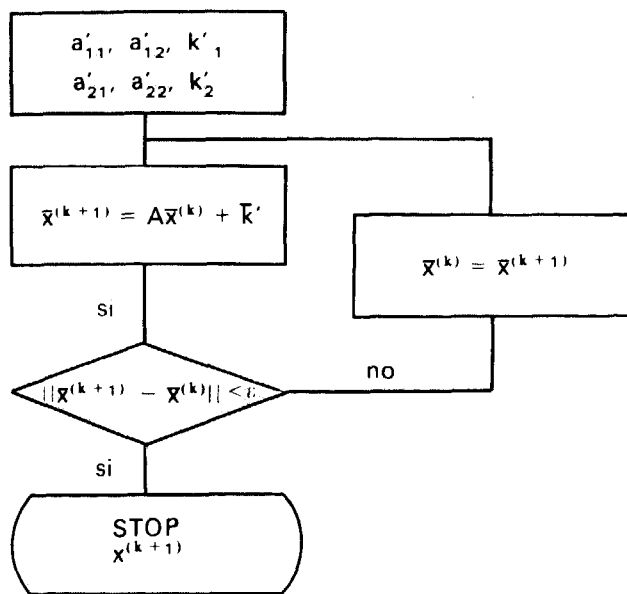 a′₁₁, a′₁₂, k′₁
a′₂₁, a′₂₂, k′₂
x̄⁽ᵏ⁺¹⁾ = Ax̄⁽ᵏ⁾ + k̄′
x̄⁽ᵏ⁾ = x̄⁽ᵏ⁺¹⁾
si
||x̄⁽ᵏ⁺¹⁾ − x̄⁽ᵏ⁾|| < ε
no
si
STOP
x⁽ᵏ⁺¹⁾